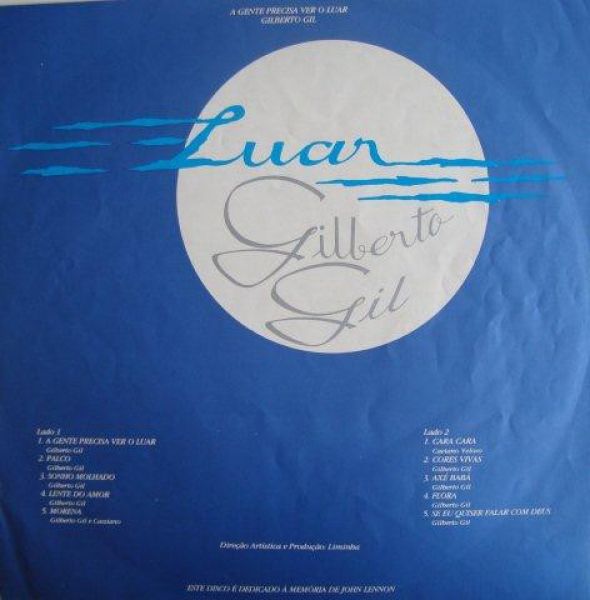 A GENTE PRECISA VER O LUAR
GILBERTO GIL
Luar
Gilberto
Gil
Lado 1
1. A GENTE PRECISA VER O LUAR
Gilberto Gil
2. PALCO
Gilberto Gil
3. SONHO MOLHADO
Gilberto Gil
4. LENTE DO AMOR
Gilberto Gil
5. MORENA
Gilberto Gil e Cassiano
Lado 2
1. CARA CARA
Caetano Veloso
2. CORES VIVAS
Gilberto Gil
3. AXÉ BABÁ
Gilberto Gil
4. FLORA
Gilberto Gil
5. SE EU QUISER FALAR COM DEUS
Gilberto Gil
Direção Artística e Produção: Liminha
ESTE DISCO É DEDICADO À MEMÓRIA DE JOHN LENNON